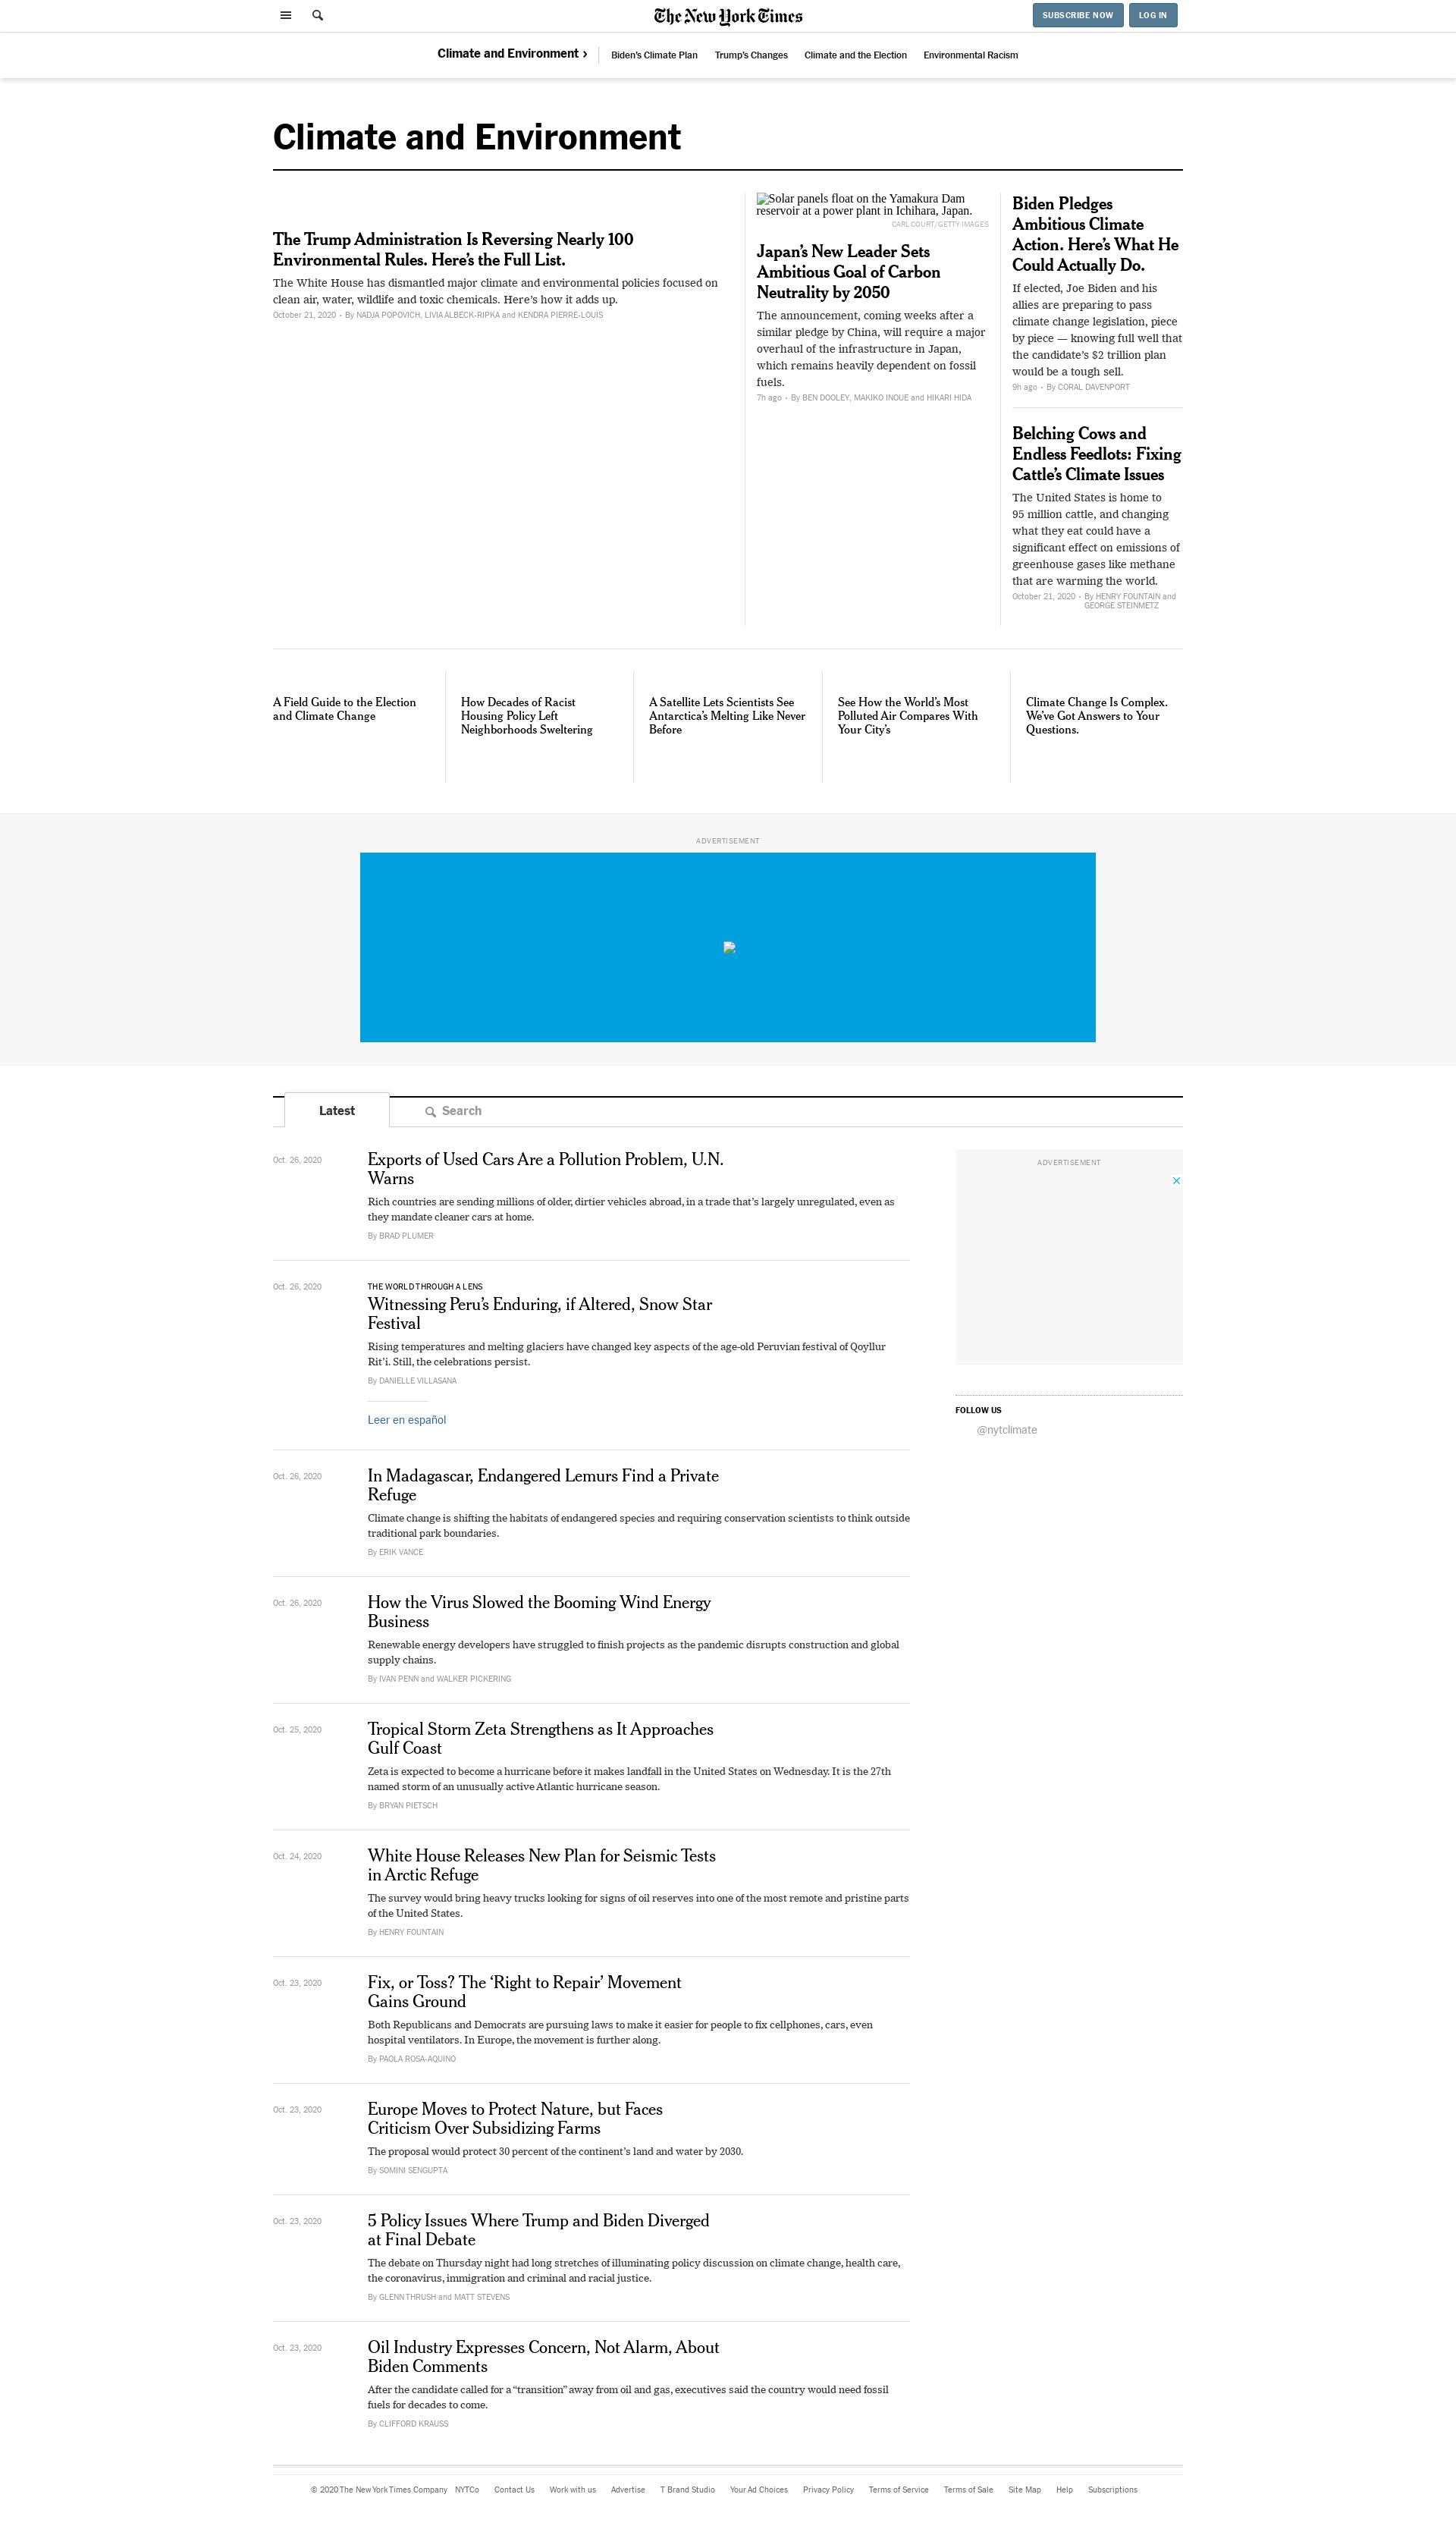 The New York Times
SUBSCRIBE NOW
LOG IN
Climate and Environment ›
Biden's Climate Plan
Trump's Changes
Climate and the Election
Environmental Racism
Climate and Environment
The Trump Administration Is Reversing Nearly 100
Environmental Rules. Here's the Full List.
The White House has dismantled major climate and environmental policies focused on
clean air, water, wildlife and toxic chemicals. Here's how it adds up.
October 21, 2020 • By NADJA POPOVICH, LIVIA ALBECK-RIPKA and KENDRA PIERRE-LOUIS
Solar panels float on the Yamakura Dam
reservoir at a power plant in Ichihara, Japan.
CARL COURT/GETTY IMAGES
Japan's New Leader Sets
Ambitious Goal of Carbon
Neutrality by 2050
The announcement, coming weeks after a
similar pledge by China, will require a major
overhaul of the infrastructure in Japan,
which remains heavily dependent on fossil
fuels.
7h ago • By BEN DOOLEY, MAKIKO INOUE and HIKARI HIDA
Biden Pledges
Ambitious Climate
Action. Here's What He
Could Actually Do.
If elected, Joe Biden and his
allies are preparing to pass
climate change legislation, piece
by piece — knowing full well that
the candidate's $2 trillion plan
would be a tough sell.
9h ago • By CORAL DAVENPORT
Belching Cows and
Endless Feedlots: Fixing
Cattle's Climate Issues
The United States is home to
95 million cattle, and changing
what they eat could have a
significant effect on emissions of
greenhouse gases like methane
that are warming the world.
October 21, 2020 • By HENRY FOUNTAIN and
GEORGE STEINMETZ
A Field Guide to the Election
and Climate Change
How Decades of Racist
Housing Policy Left
Neighborhoods Sweltering
A Satellite Lets Scientists See
Antarctica's Melting Like Never
Before
See How the World's Most
Polluted Air Compares With
Your City's
Climate Change Is Complex.
We've Got Answers to Your
Questions.
ADVERTISEMENT
Latest
Search
Oct. 26, 2020
Exports of Used Cars Are a Pollution Problem, U.N.
Warns
Rich countries are sending millions of older, dirtier vehicles abroad, in a trade that's largely unregulated, even as
they mandate cleaner cars at home.
By BRAD PLUMER
ADVERTISEMENT
Oct. 26, 2020
THE WORLD THROUGH A LENS
Witnessing Peru's Enduring, if Altered, Snow Star
Festival
Rising temperatures and melting glaciers have changed key aspects of the age-old Peruvian festival of Qoyllur
Rit'i. Still, the celebrations persist.
By DANIELLE VILLASANA
Leer en español
FOLLOW US
@nytclimate
Oct. 26, 2020
In Madagascar, Endangered Lemurs Find a Private
Refuge
Climate change is shifting the habitats of endangered species and requiring conservation scientists to think outside
traditional park boundaries.
By ERIK VANCE
Oct. 26, 2020
How the Virus Slowed the Booming Wind Energy
Business
Renewable energy developers have struggled to finish projects as the pandemic disrupts construction and global
supply chains.
By IVAN PENN and WALKER PICKERING
Oct. 25, 2020
Tropical Storm Zeta Strengthens as It Approaches
Gulf Coast
Zeta is expected to become a hurricane before it makes landfall in the United States on Wednesday. It is the 27th
named storm of an unusually active Atlantic hurricane season.
By BRYAN PIETSCH
Oct. 24, 2020
White House Releases New Plan for Seismic Tests
in Arctic Refuge
The survey would bring heavy trucks looking for signs of oil reserves into one of the most remote and pristine parts
of the United States.
By HENRY FOUNTAIN
Oct. 23, 2020
Fix, or Toss? The ‘Right to Repair’ Movement
Gains Ground
Both Republicans and Democrats are pursuing laws to make it easier for people to fix cellphones, cars, even
hospital ventilators. In Europe, the movement is further along.
By PAOLA ROSA-AQUINO
Oct. 23, 2020
Europe Moves to Protect Nature, but Faces
Criticism Over Subsidizing Farms
The proposal would protect 30 percent of the continent's land and water by 2030.
By SOMINI SENGUPTA
Oct. 23, 2020
5 Policy Issues Where Trump and Biden Diverged
at Final Debate
The debate on Thursday night had long stretches of illuminating policy discussion on climate change, health care,
the coronavirus, immigration and criminal and racial justice.
By GLENN THRUSH and MATT STEVENS
Oct. 23, 2020
Oil Industry Expresses Concern, Not Alarm, About
Biden Comments
After the candidate called for a “transition” away from oil and gas, executives said the country would need fossil
fuels for decades to come.
By CLIFFORD KRAUSS
© 2020 The New York Times Company NYTCo Contact Us Work with us Advertise T Brand Studio Your Ad Choices Privacy Policy Terms of Service Terms of Sale Site Map Help Subscriptions